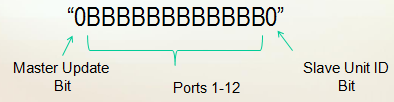 “0BBBBBBBBBBBB0”
Master Update Bit
Ports 1-12
Slave Unit ID Bit